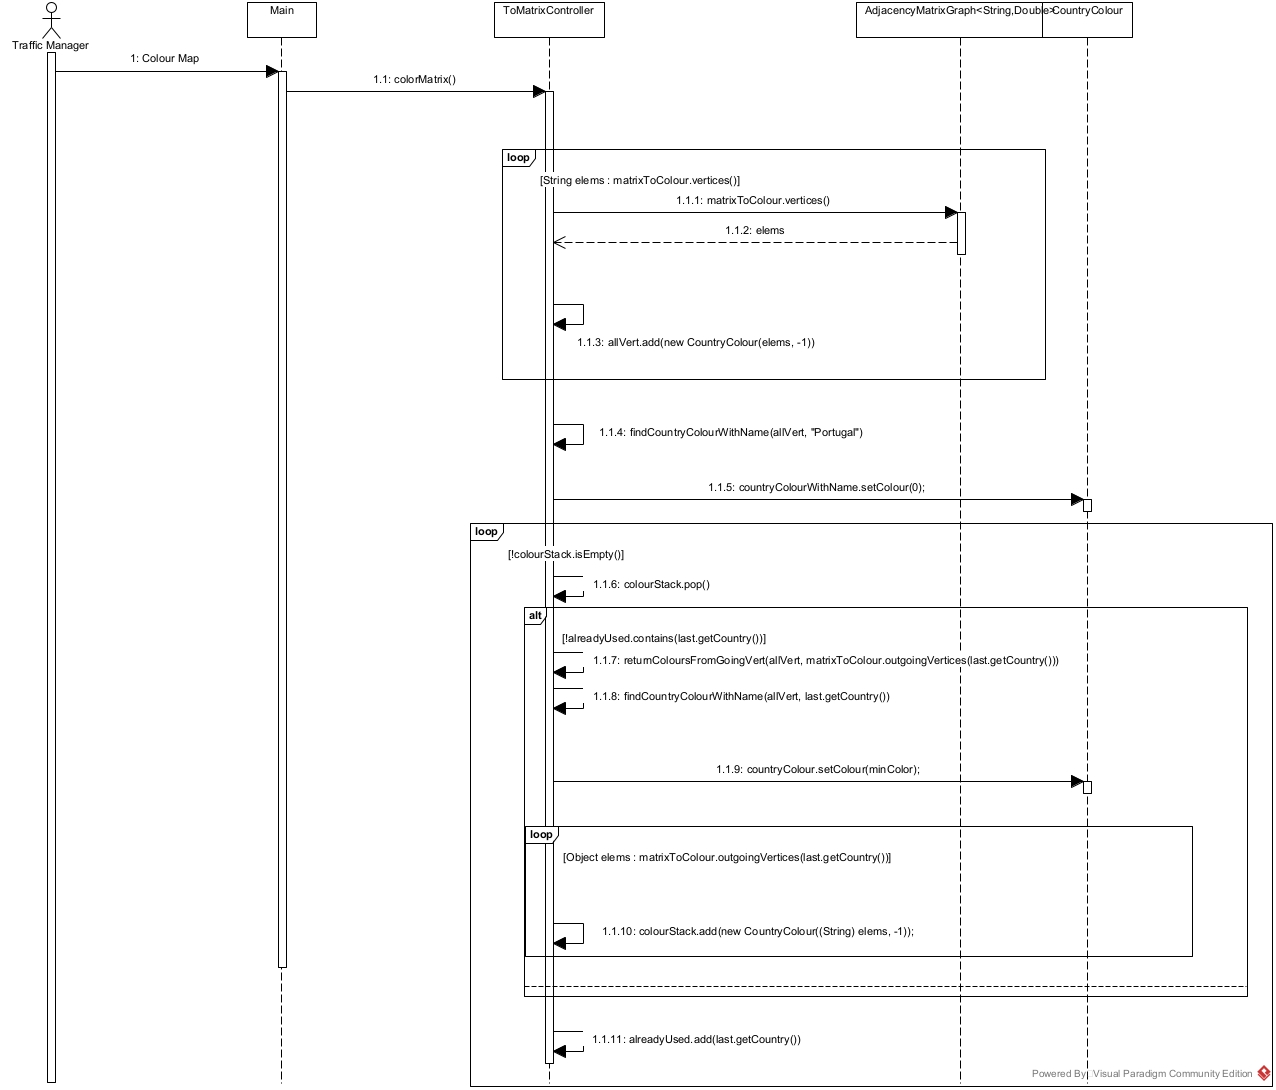 Main
ToMatrixController
AdjacencyMatrixGraph<String,Double>
CountryColour
Traffic Manager
1: Colour Map
1.1: colorMatrix()
loop
[String elems : matrixToColour.vertices()]
1.1.1: matrixToColour.vertices()
1.1.2: elems
1.1.3: allVert.add(new CountryColour(elems, -1))
1.1.4: findCountryColourWithName(allVert, "Portugal")
1.1.5: countryColourWithName.setColour(0);
loop
[!colourStack.isEmpty()]
1.1.6: colourStack.pop()
alt
[!alreadyUsed.contains(last.getCountry())]
1.1.7: returnColoursFromGoingVert(allVert, matrixToColour.outgoingVertices(last.getCountry()))
1.1.8: findCountryColourWithName(allVert, last.getCountry())
1.1.9: countryColour.setColour(minColor);
loop
[Object elems : matrixToColour.outgoingVertices(last.getCountry())]
1.1.10: colourStack.add(new CountryColour((String) elems, -1));
1.1.11: alreadyUsed.add(last.getCountry())
Powered By Visual Paradigm Community Edition